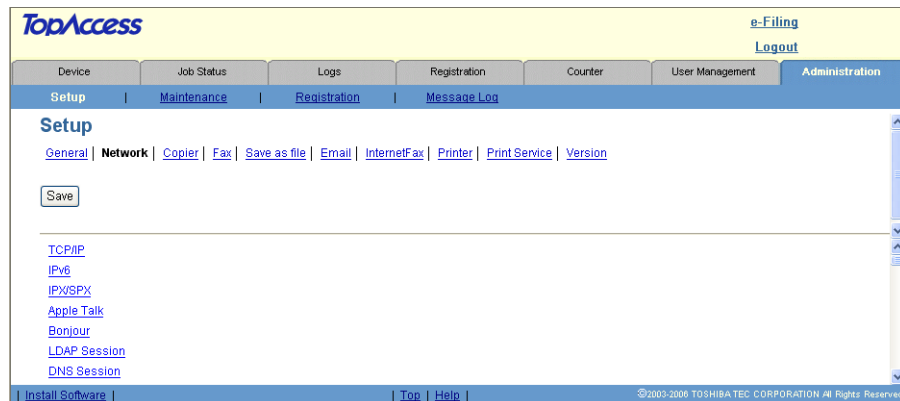 TopAccess
e-Filing
Logout
Device Job Status Logs Registration Counter User Management Administration
Setup | Maintenance | Registration | Message Log
Setup
General | Network | Copier | Fax | Save as file | Email | InternetFax | Printer | Print Service | Version
Save
TCP/IP
IPv6
IPX/SPX
Apple Talk
Bonjour
LDAP Session
DNS Session
| Install Software | | Top | Help | ©2003-2006 TOSHIBA TEC CORPORATION All Rights Reserved